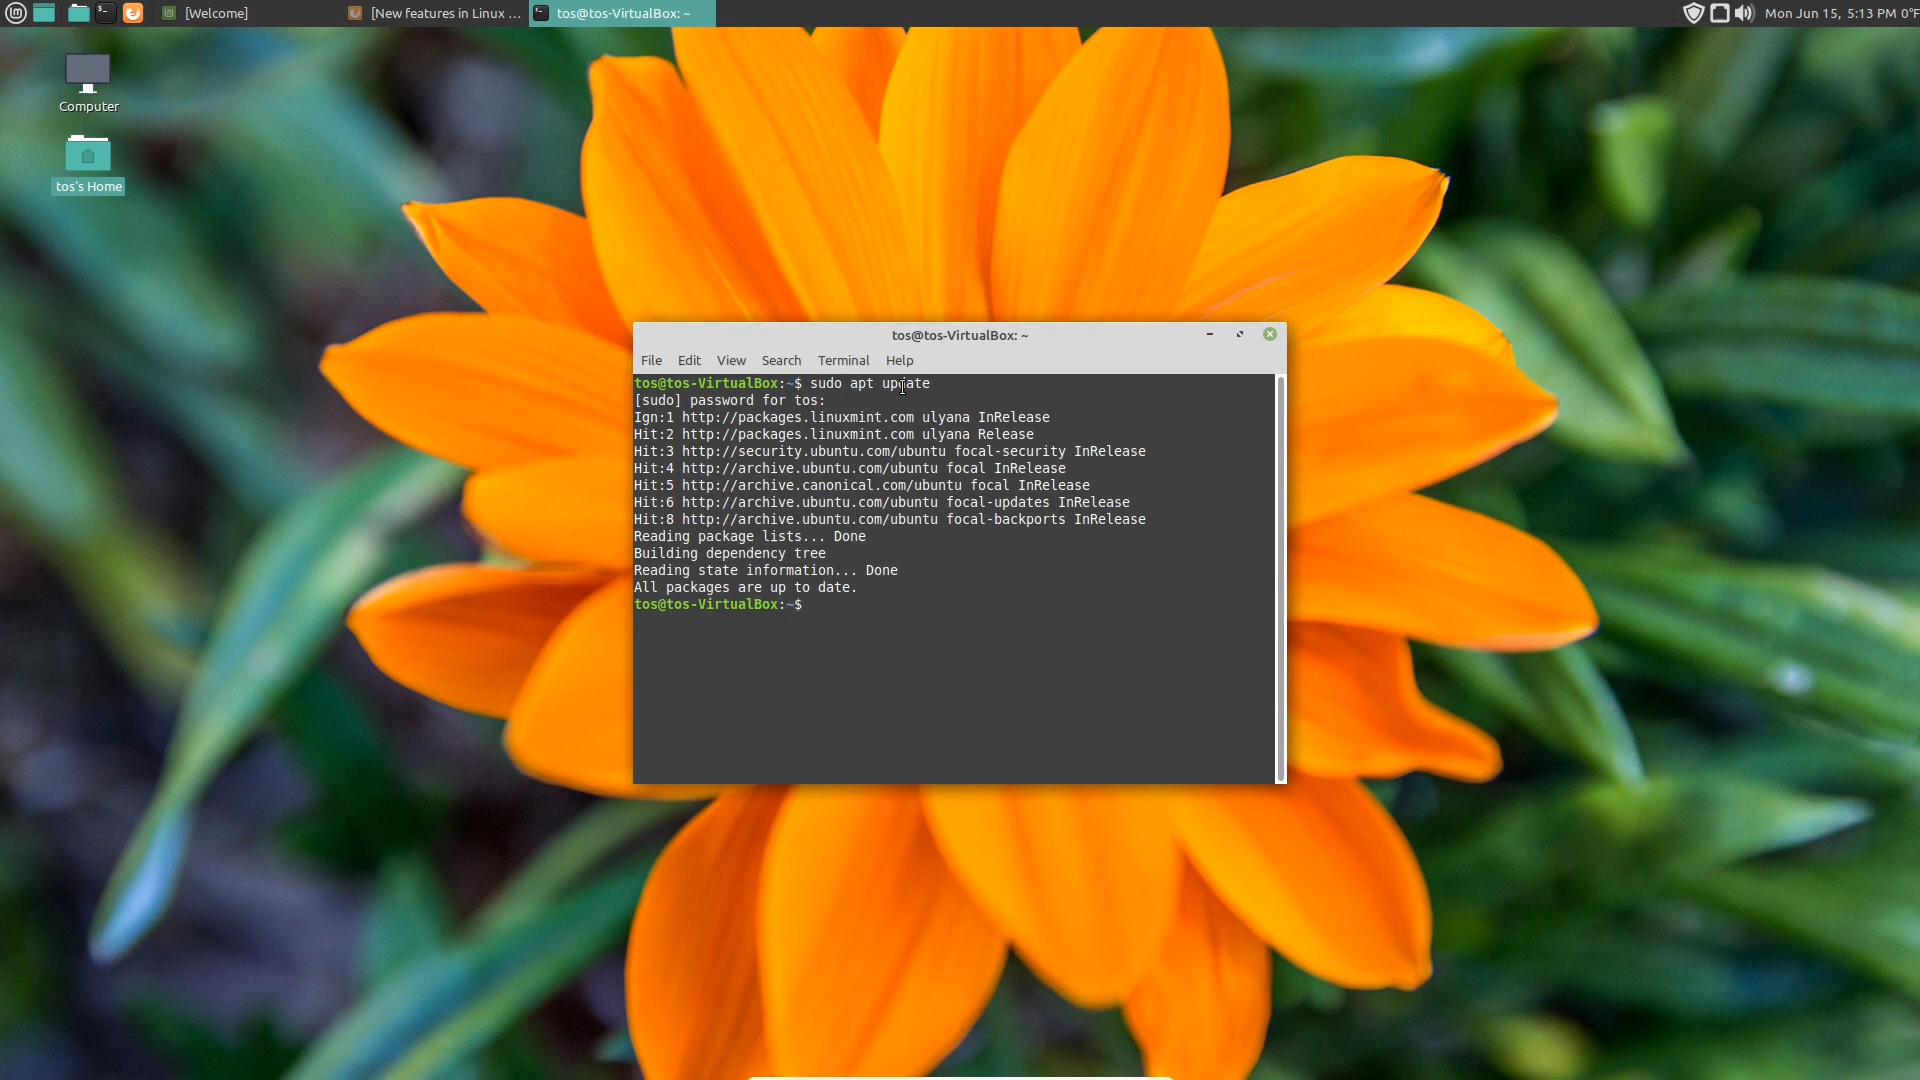 [Welcome]
[New features in Linux ...
tos@tos-VirtualBox: ~
Mon Jun 15, 5:13 PM 0°F
Computer
tos's Home
tos@tos-VirtualBox: ~
File Edit View Search Terminal Help
tos@tos-VirtualBox:~$ sudo apt update
[sudo] password for tos:
Ign:1 http://packages.linuxmint.com ulyana InRelease
Hit:2 http://packages.linuxmint.com ulyana Release
Hit:3 http://security.ubuntu.com/ubuntu focal-security InRelease
Hit:4 http://archive.ubuntu.com/ubuntu focal InRelease
Hit:5 http://archive.canonical.com/ubuntu focal InRelease
Hit:6 http://archive.ubuntu.com/ubuntu focal-updates InRelease
Hit:8 http://archive.ubuntu.com/ubuntu focal-backports InRelease
Reading package lists... Done
Building dependency tree
Reading state information... Done
All packages are up to date.
tos@tos-VirtualBox:~$